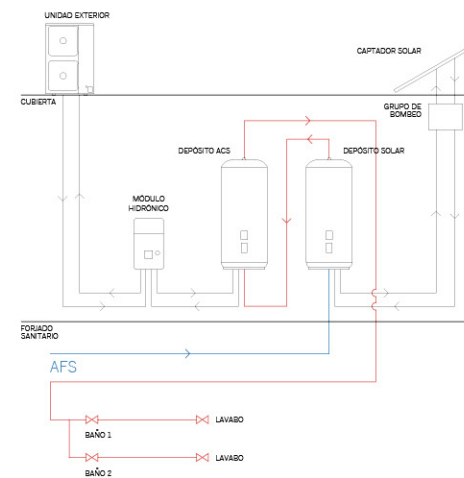 UNIDAD EXTERIOR
CAPTADOR SOLAR
CUBIERTA
GRUPO DE
BOMBEO
DEPÓSITO ACS
DEPÓSITO SOLAR
MÓDULO
HIDRÓNICO
FORJADO
SANITARIO
AFS
LAVABO
BAÑO 1
LAVABO
BAÑO 2